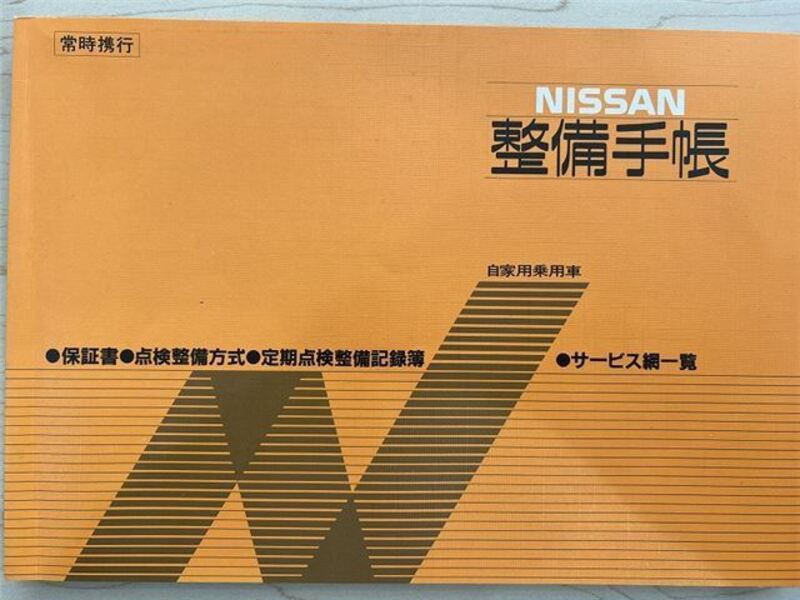 常時携行
NISSAN
整備手帳
自家用乗用車
●保証書●点検整備方式●定期点検整備記録簿
●サービス網一覧